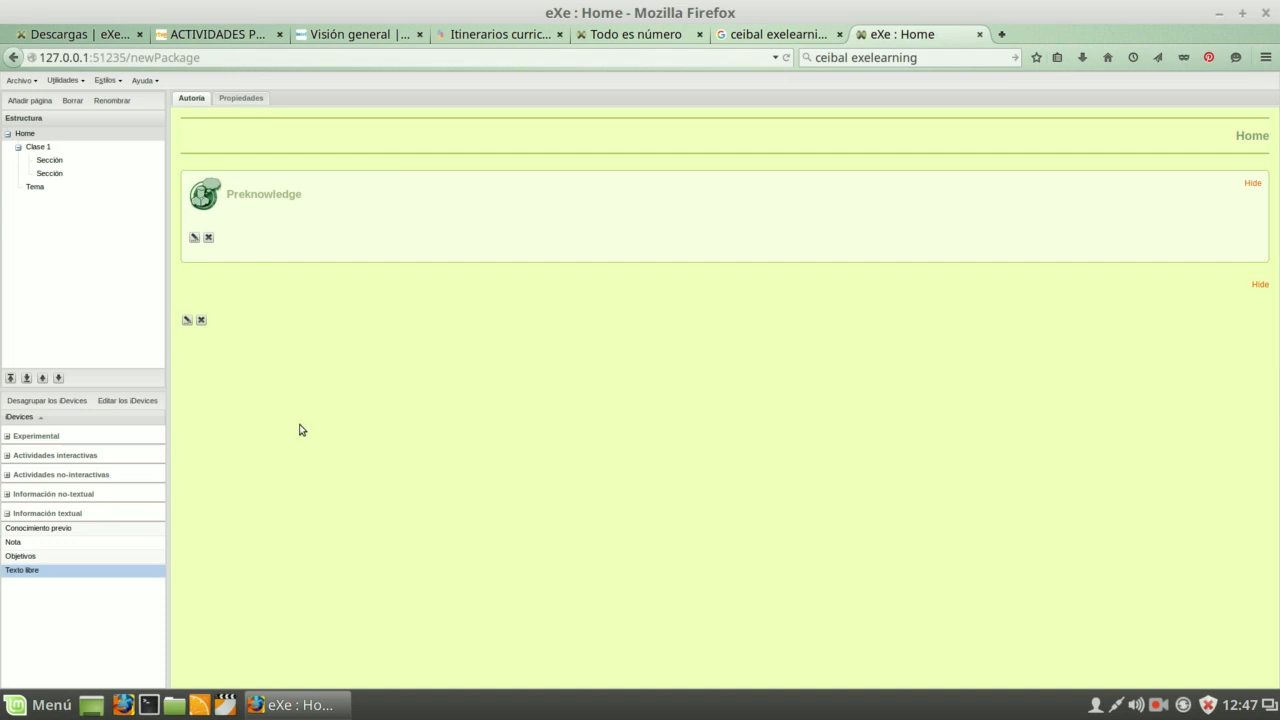 eXe : Home - Mozilla Firefox
Descargas | eXe...
ACTIVIDADES P...
Visión general |...
Itinerarios curric...
Todo es número
ceibal exelearni...
eXe : Home
127.0.0.1:51235/newPackage
ceibal exelearning
Archivo
Utilidades
Estilos
Ayuda
Añadir página
Borrar
Renombrar
Autoría
Propiedades
Estructura
Home
Clase 1
Sección
Sección
Tema
Home
Preknowledge
Hide
Hide
Desagrupar los iDevices
Editar los iDevices
iDevices
Experimental
Actividades interactivas
Actividades no-interactivas
Información no-textual
Información textual
Conocimiento previo
Nota
Objetivos
Texto libre
Menú
eXe : Ho...
12:47